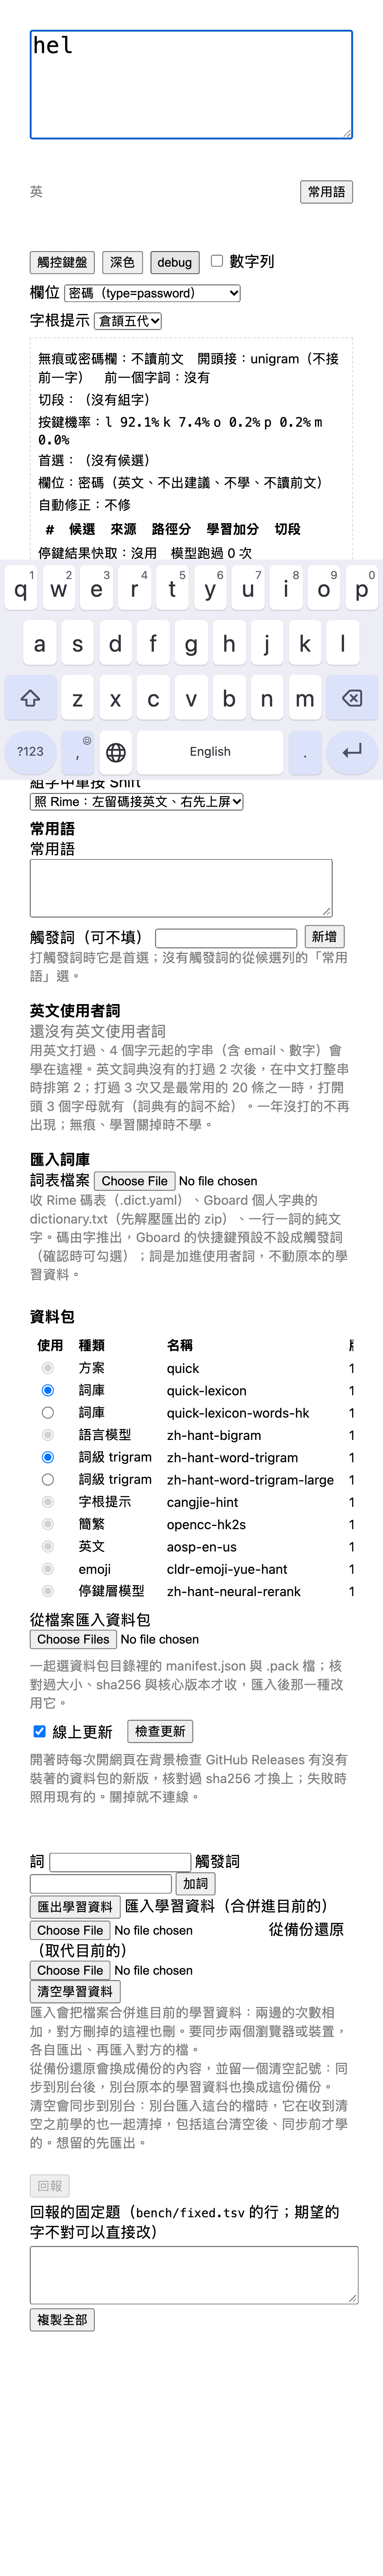 hel
英 常用語
觸控鍵盤 深色 debug 數字列
欄位 密碼（type=password）
字根提示 倉頡五代
無痕或密碼欄：不讀前文 開頭接：unigram（不接
前一字） 前一個字詞：沒有
切段：（沒有組字）
按鍵機率：l 92.1% k 7.4% o 0.2% p 0.2% m
0.0%
首選：（沒有候選）
欄位：密碼（英文、不出建議、不學、不讀前文）
自動修正：不修
# 候選 來源 路徑分 學習加分 切段
停鍵結果快取：沒用 模型跑過 0 次
q1 w2 e3 r4 t5 y6 u7 i8 o9 p0
a s d f g h j k l
z x c v b n m
?123 , English .
組字中單按 Shift
照 Rime：左留碼接英文、右先上屏
常用語
常用語
觸發詞（可不填） 新增
打觸發詞時它是首選；沒有觸發詞的從候選列的「常用
語」選。
英文使用者詞
還沒有英文使用者詞
用英文打過、4 個字元起的字串（含 email、數字）會
學在這裡。英文詞典沒有的打過 2 次後，在中文打整串
時排第 2；打過 3 次又是最常用的 20 條之一時，打開
頭 3 個字母就有（詞典有的詞不給）。一年沒打的不再
出現；無痕、學習關掉時不學。
匯入詞庫
詞表檔案 Choose File No file chosen
收 Rime 碼表（.dict.yaml）、Gboard 個人字典的
dictionary.txt（先解壓匯出的 zip）、一行一詞的純文
字。碼由字推出，Gboard 的快捷鍵預設不設成觸發詞
（確認時可勾選）；詞是加進使用者詞，不動原本的學
習資料。
資料包
使用 種類 名稱
方案 quick 1
詞庫 quick-lexicon 1
詞庫 quick-lexicon-words-hk 1
語言模型 zh-hant-bigram 1
詞級 trigram zh-hant-word-trigram 1
詞級 trigram zh-hant-word-trigram-large 1
字根提示 cangjie-hint 1
簡繁 opencc-hk2s 1
英文 aosp-en-us 1
emoji cldr-emoji-yue-hant 1
停鍵層模型 zh-hant-neural-rerank 1
從檔案匯入資料包
Choose Files No file chosen
一起選資料包目錄裡的 manifest.json 與 .pack 檔；核
對過大小、sha256 與核心版本才收，匯入後那一種改
用它。
線上更新 檢查更新
開著時每次開網頁在背景檢查 GitHub Releases 有沒有
裝著的資料包的新版，核對過 sha256 才換上；失敗時
照用現有的。關掉就不連線。
詞 觸發詞
加詞
匯出學習資料 匯入學習資料（合併進目前的）
Choose File No file chosen 從備份還原
（取代目前的）
Choose File No file chosen
清空學習資料
匯入會把檔案合併進目前的學習資料：兩邊的次數相
加，對方刪掉的這裡也刪。要同步兩個瀏覽器或裝置，
各自匯出、再匯入對方的檔。
從備份還原會換成備份的內容，並留一個清空記號：同
步到別台後，別台原本的學習資料也換成這份備份。
清空會同步到別台：別台匯入這台的檔時，它在收到清
空之前學的也一起清掉，包括這台清空後、同步前才學
的。想留的先匯出。
回報
回報的固定題（bench/fixed.tsv 的行；期望的
字不對可以直接改）
複製全部